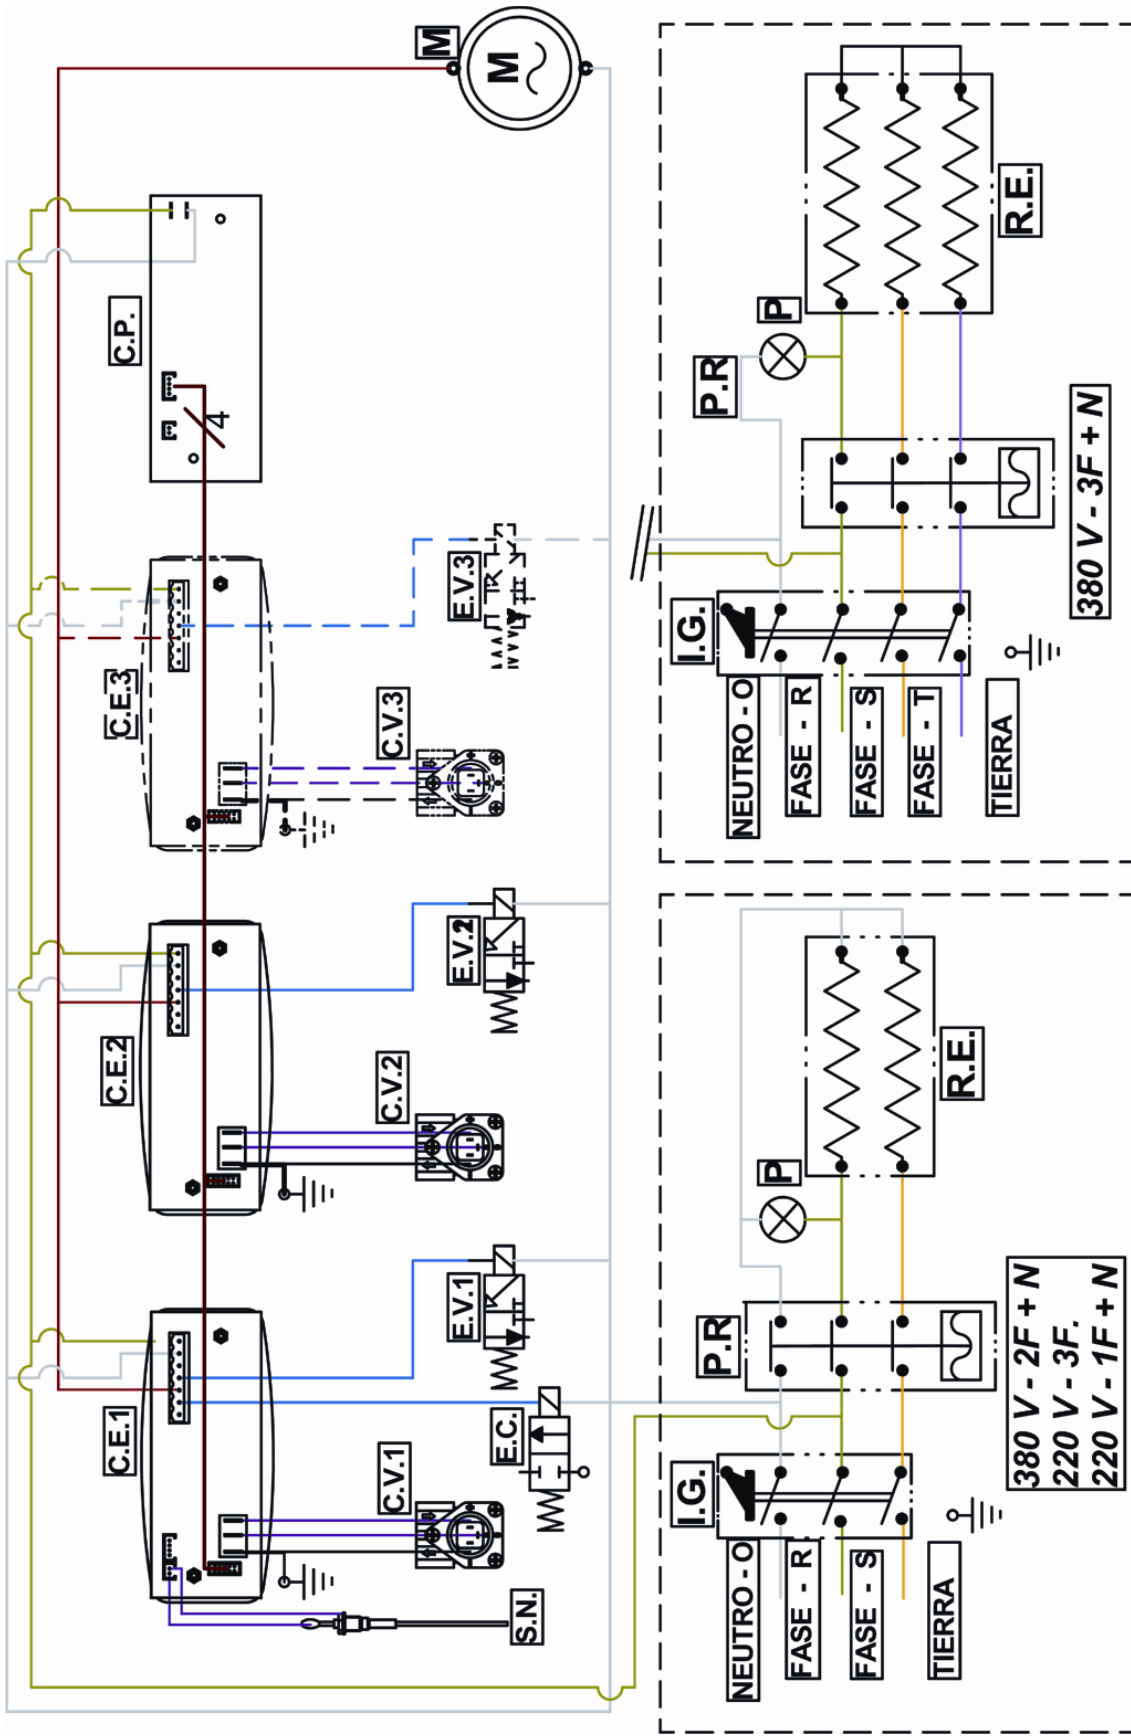 C.E.1
C.E.2
C.E.3
C.P.
M
M
4
S.N.
C.V.1
E.C.
E.V.1
C.V.2
E.V.2
C.V.3
E.V.3
NEUTRO - O
FASE - R
FASE - S
TIERRA
I.G.
P.R
P
R.E.
380 V - 2F + N
220 V - 3F.
220 V - 1F + N
NEUTRO - O
FASE - R
FASE - S
FASE - T
TIERRA
I.G.
P.R
P
R.E.
380 V - 3F + N